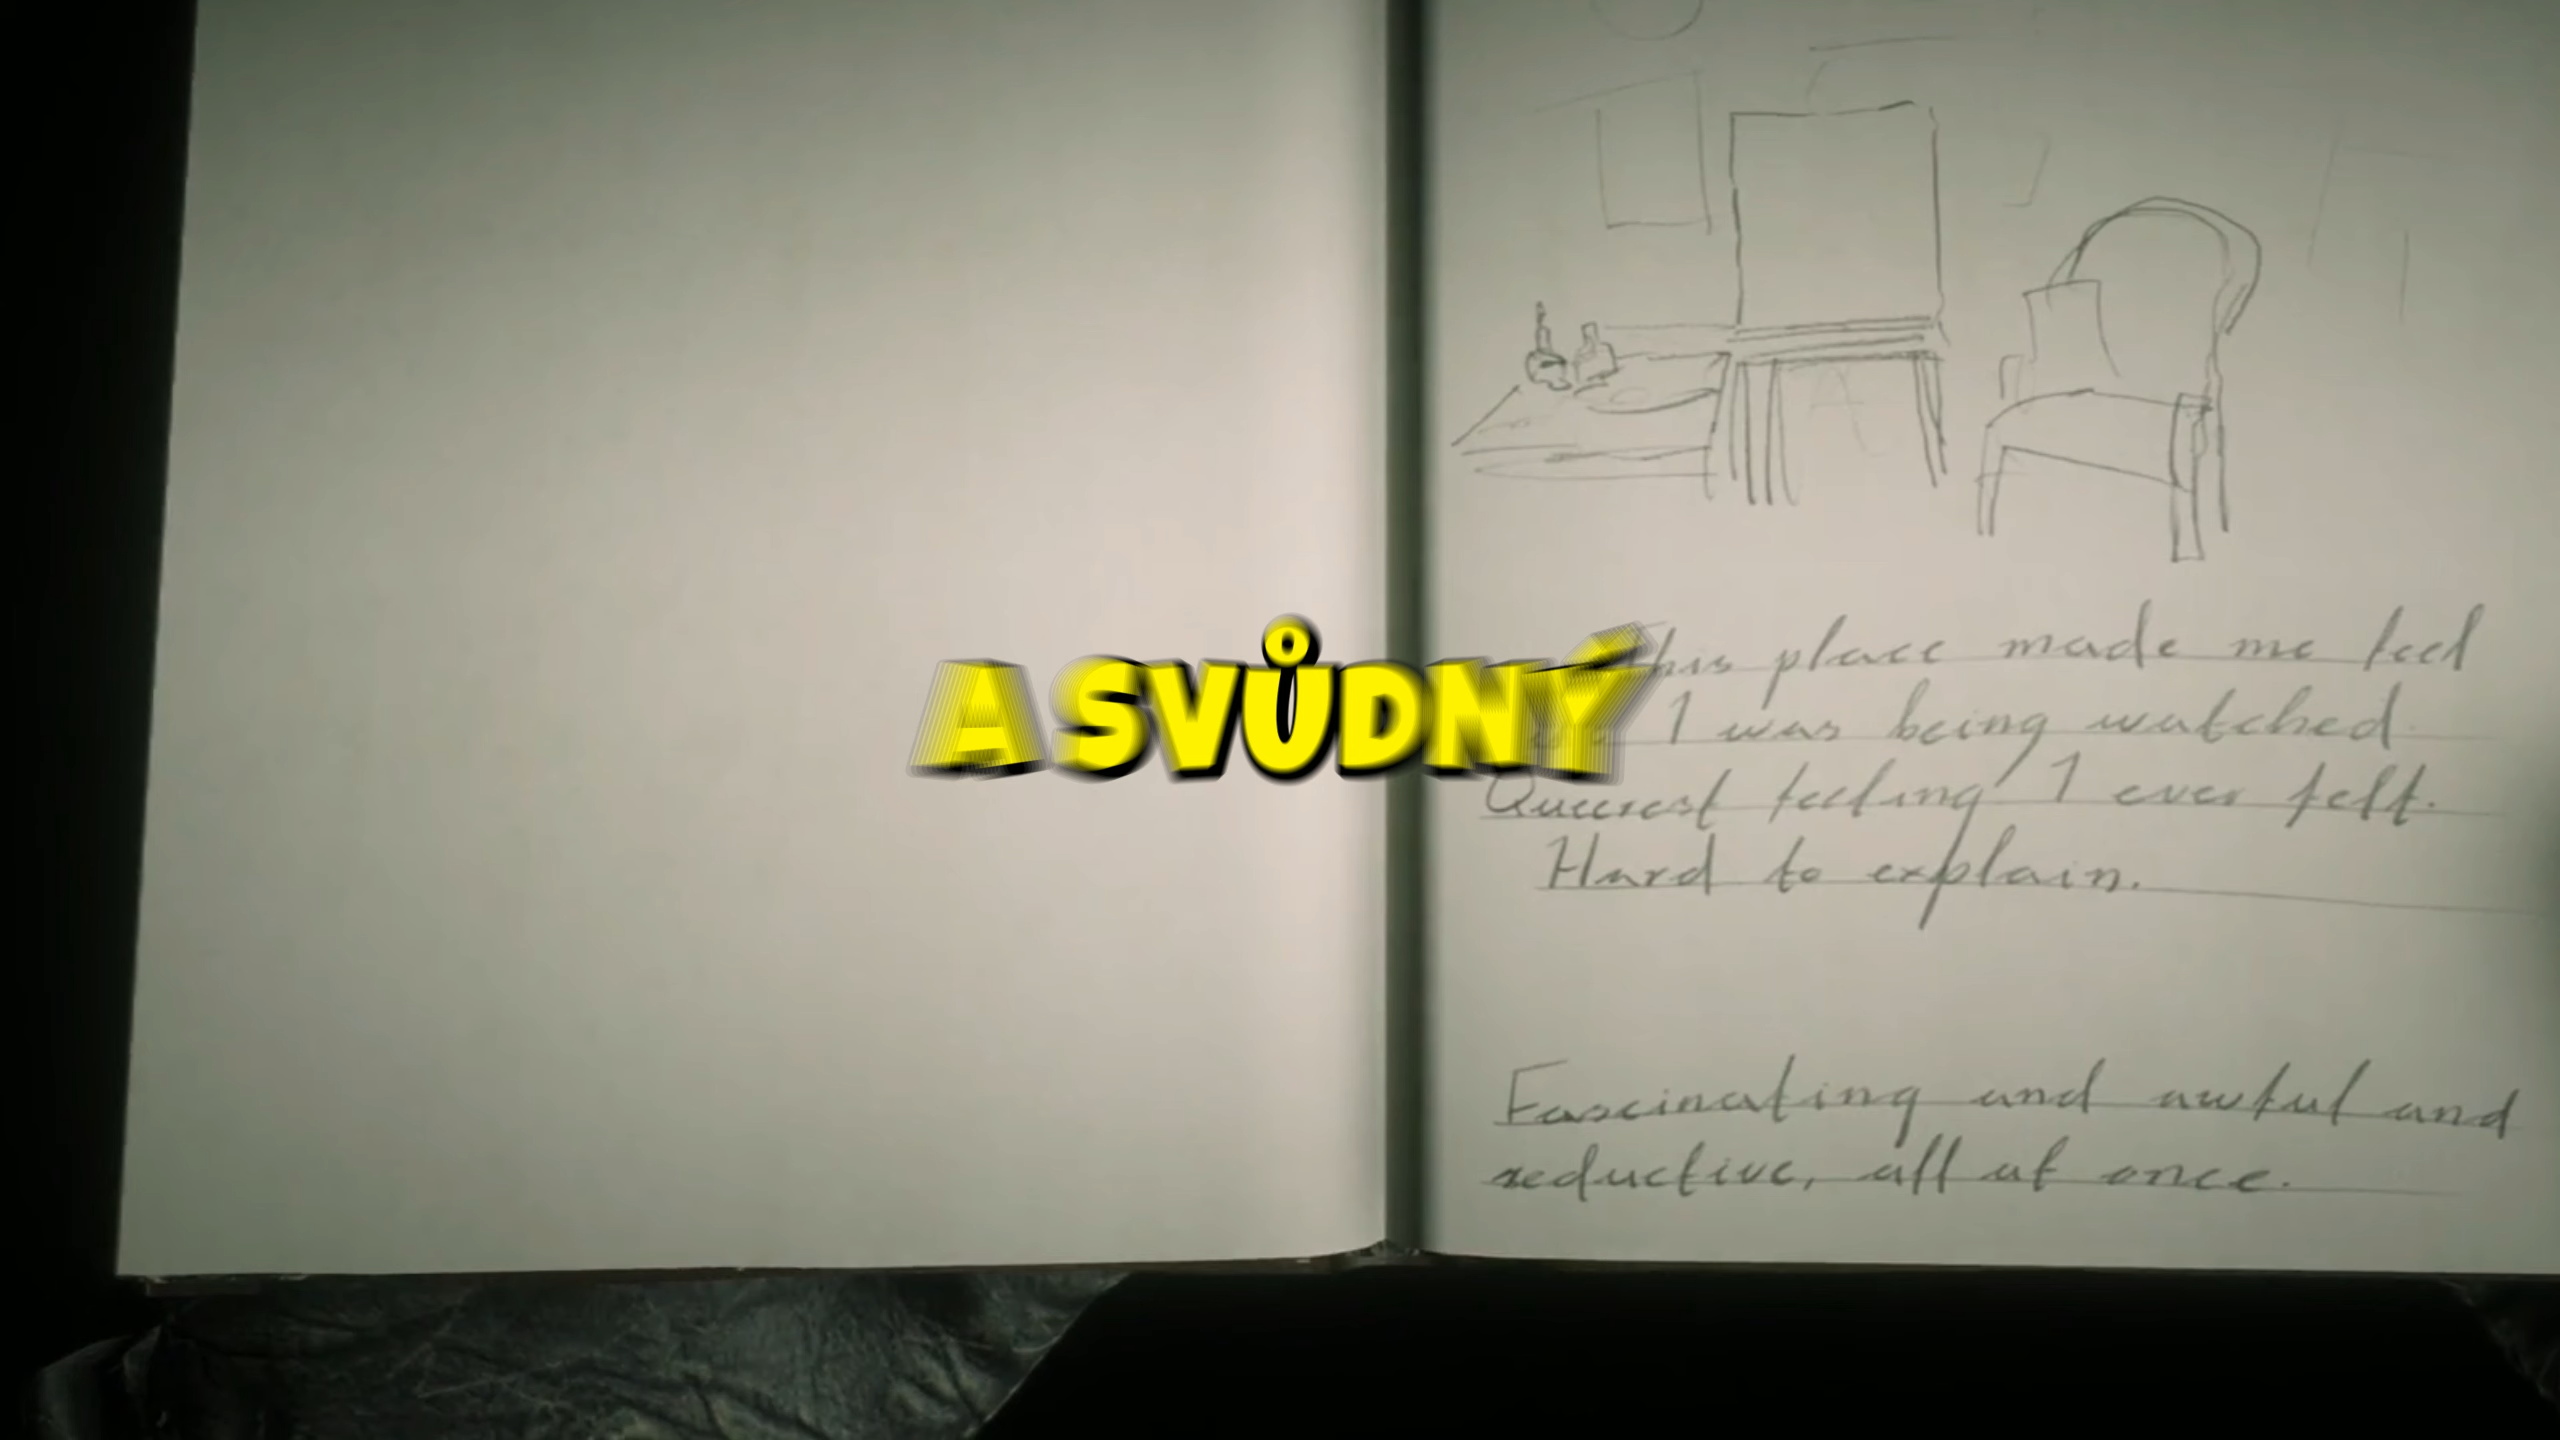 This place made me feel
I was being watched.
A SVŮDNÝ
Queerest feeling I ever felt.
Hard to explain.
Fascinating and awful and
seductive, all at once.